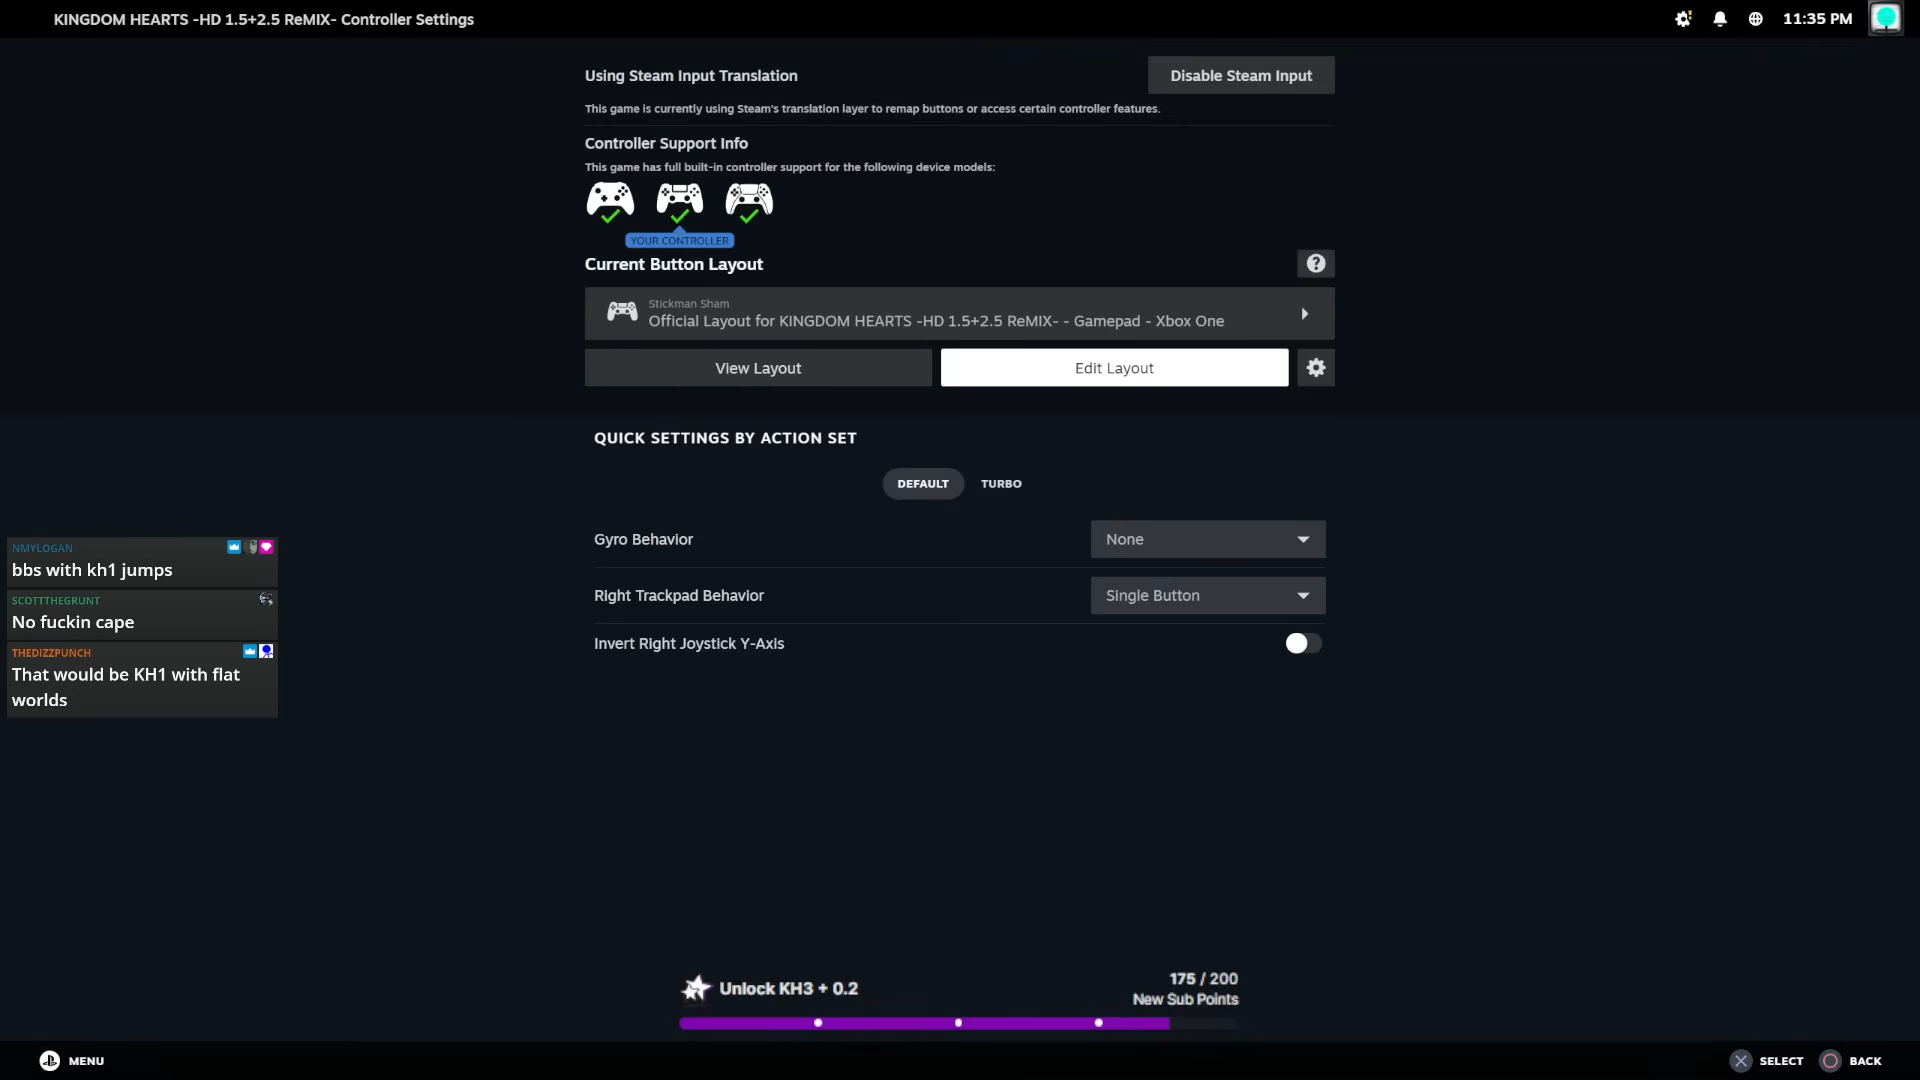 KINGDOM HEARTS -HD 1.5+2.5 ReMIX- Controller Settings
11:35 PM
Using Steam Input Translation
Disable Steam Input
This game is currently using Steam's translation layer to remap buttons or access certain controller features.
Controller Support Info
This game has full built-in controller support for the following device models:
YOUR CONTROLLER
Current Button Layout
Stickman Sham
Official Layout for KINGDOM HEARTS -HD 1.5+2.5 ReMIX- - Gamepad - Xbox One
View Layout
Edit Layout
QUICK SETTINGS BY ACTION SET
DEFAULT
TURBO
Gyro Behavior
None
Right Trackpad Behavior
Single Button
Invert Right Joystick Y-Axis
NMYLOGAN
bbs with kh1 jumps
SCOTTTHEGRUNT
No fuckin cape
THEDIZZPUNCH
That would be KH1 with flat
worlds
Unlock KH3 + 0.2
175 / 200
New Sub Points
MENU
SELECT
BACK